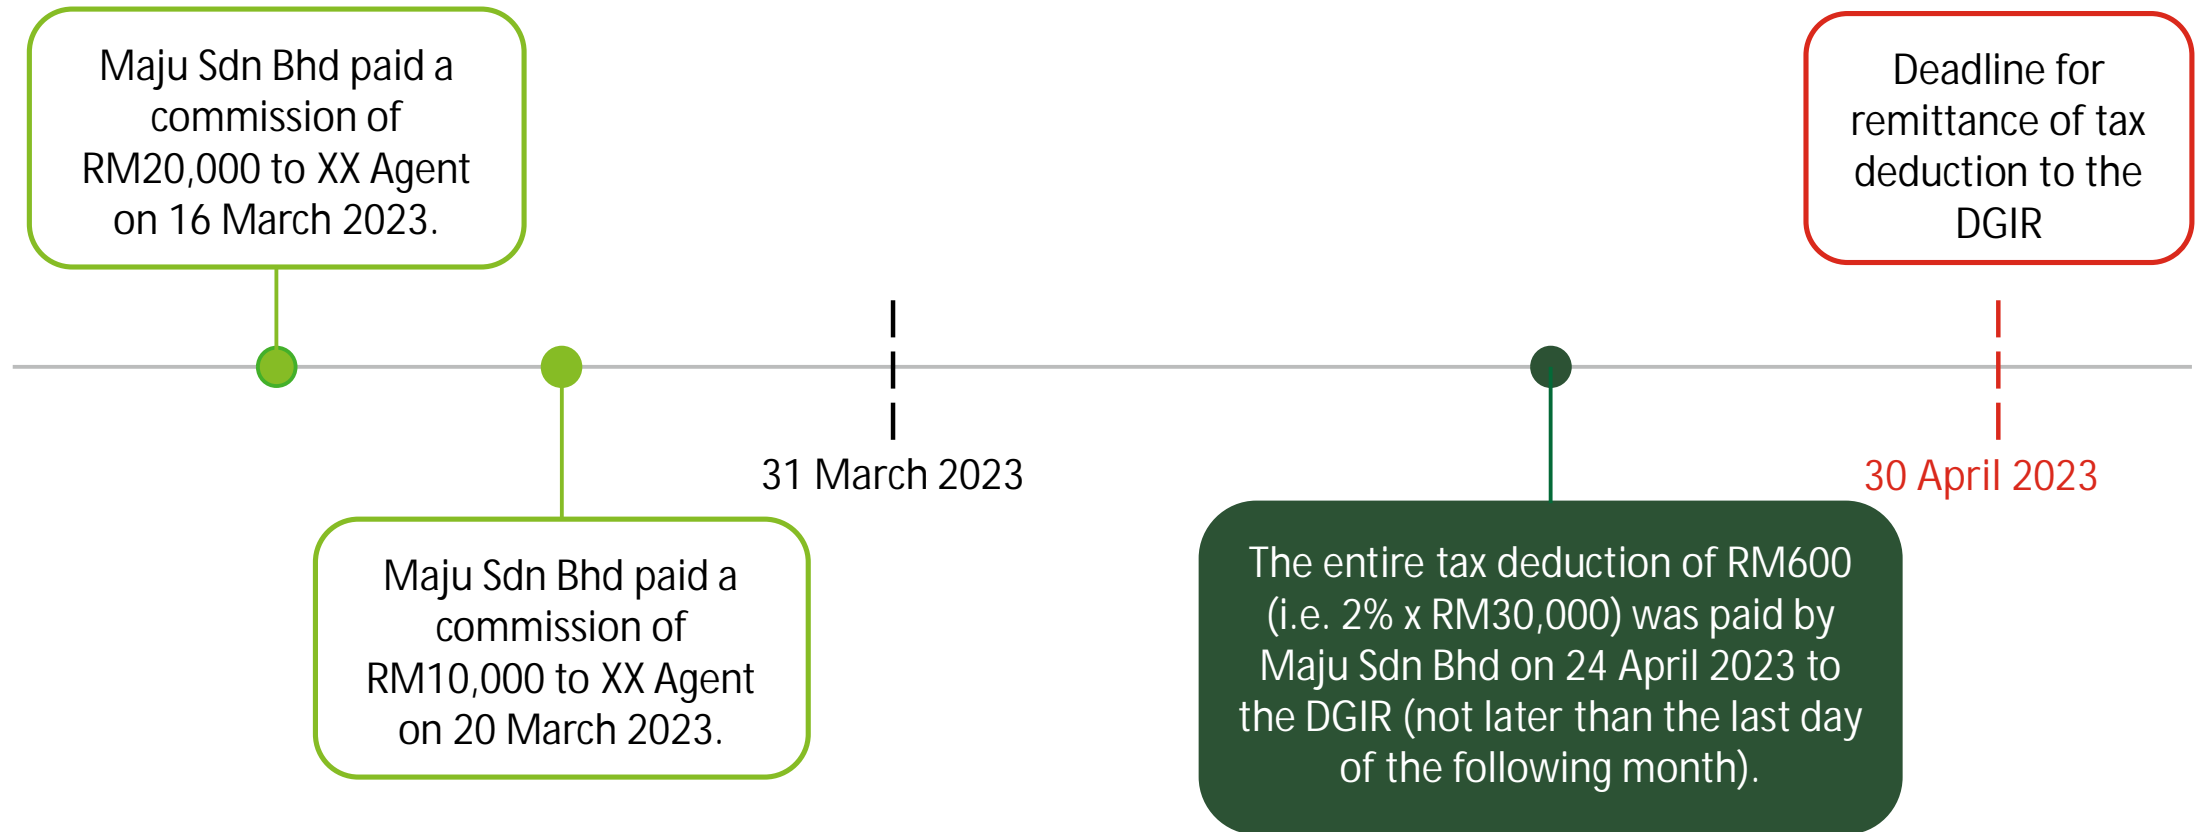 Maju Sdn Bhd paid a
commission of
RM20,000 to XX Agent
on 16 March 2023.
Deadline for
remittance of tax
deduction to the
DGIR
31 March 2023
30 April 2023
Maju Sdn Bhd paid a
commission of
RM10,000 to XX Agent
on 20 March 2023.
The entire tax deduction of RM600
(i.e. 2% x RM30,000) was paid by
Maju Sdn Bhd on 24 April 2023 to
the DGIR (not later than the last day
of the following month).